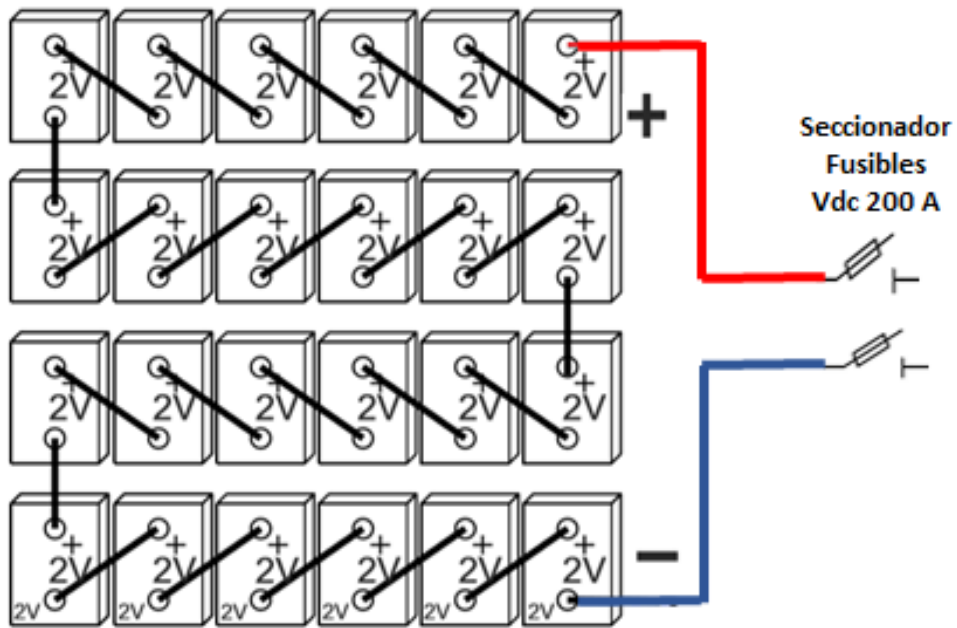 + + + + + +
2V 2V 2V 2V 2V 2V
+
Seccionador
Fusibles
Vdc 200 A
+ + + + + +
2V 2V 2V 2V 2V 2V
+ + + + + +
2V 2V 2V 2V 2V 2V
+ + + + + +
2V 2V 2V 2V 2V 2V
−
2V 2V 2V 2V 2V 2V